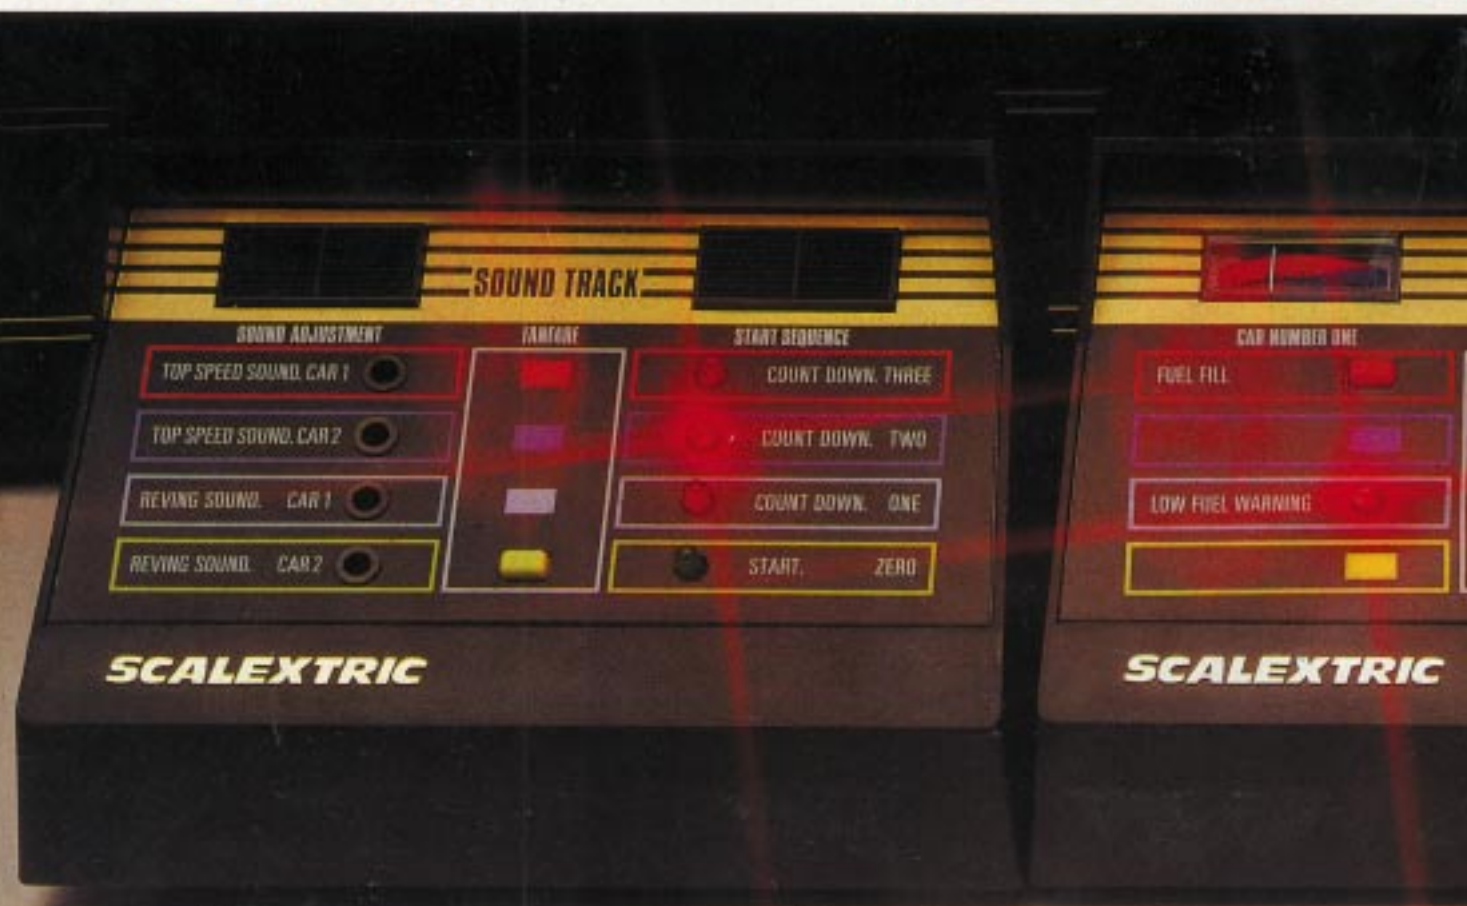 SOUND TRACK
SOUND ADJUSTMENT
FANFARE
START SEQUENCE
TOP SPEED SOUND. CAR 1
COUNT DOWN. THREE
TOP SPEED SOUND. CAR 2
COUNT DOWN. TWO
REVING SOUND. CAR 1
COUNT DOWN. ONE
REVING SOUND. CAR 2
START. ZERO
SCALEXTRIC
CAR NUMBER ONE
FUEL FILL
LOW FUEL WARNING
SCALEXTRIC